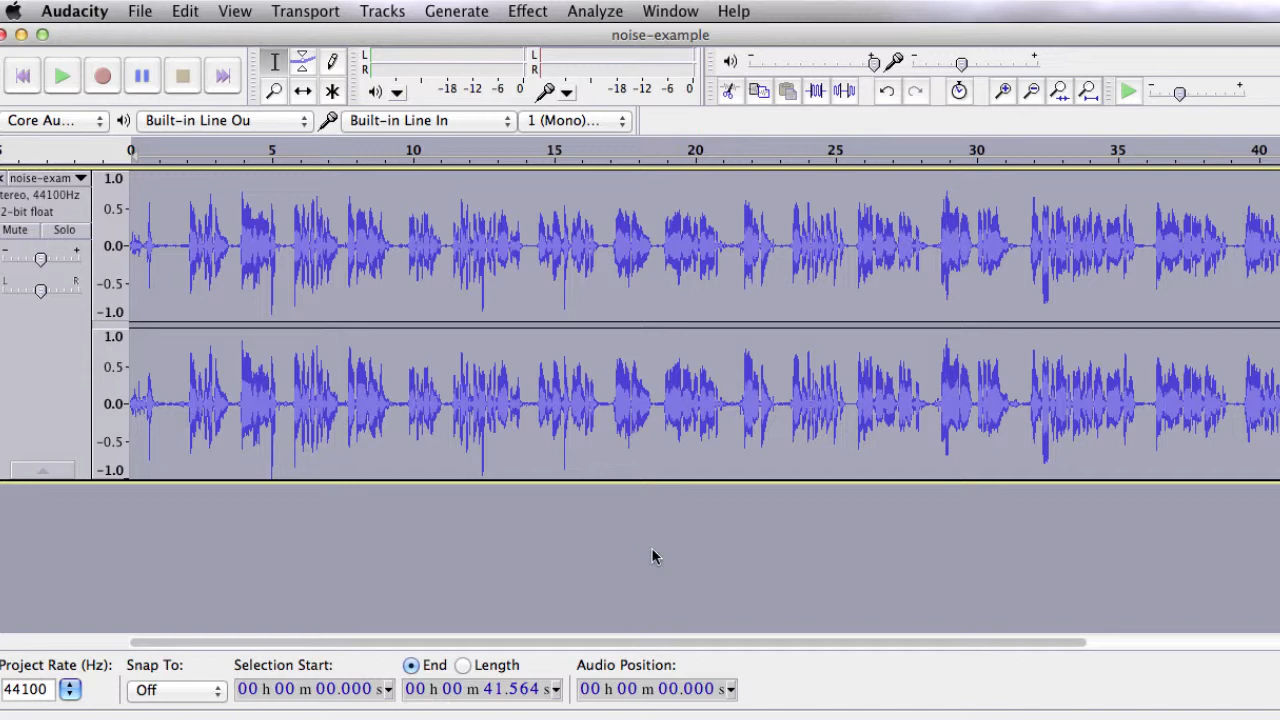 Audacity File Edit View Transport Tracks Generate Effect Analyze Window Help
noise-example
L
R
-18 -12 -6 0
L
R
-18 -12 -6 0
- +
- +
- +
Core Au... Built-in Line Ou Built-in Line In 1 (Mono)...
0 5 10 15 20 25 30 35 40
noise-exam
tereo, 44100Hz
2-bit float
Mute Solo
- +
L R
1.0
0.5
0.0
-0.5
-1.0
1.0
0.5
0.0
-0.5
-1.0
Project Rate (Hz): Snap To: Selection Start: End Length Audio Position:
44100 Off 00 h 00 m 00.000 s 00 h 00 m 41.564 s 00 h 00 m 00.000 s